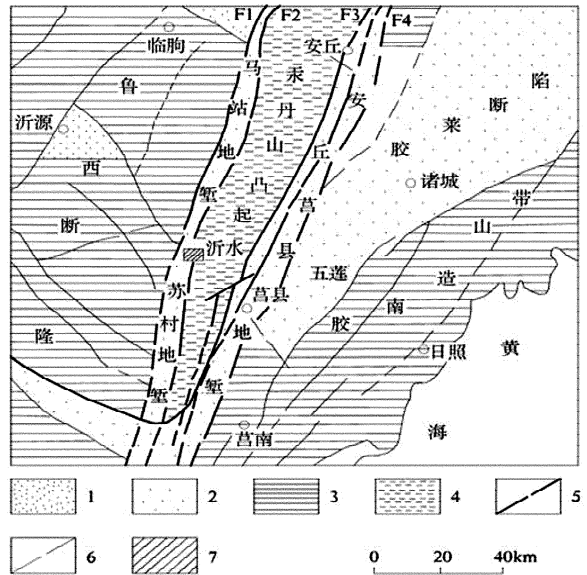 F1 F2 F3 F4
临朐
安丘
鲁西断隆
沂源
马站地堑
汞丹山凸起
安丘莒县地堑
胶莱断陷
诸城
沂水
苏村地堑
五莲
莒县
胶南造山带
日照
黄海
莒南
1 2 3 4 5
6 7 0 20 40km